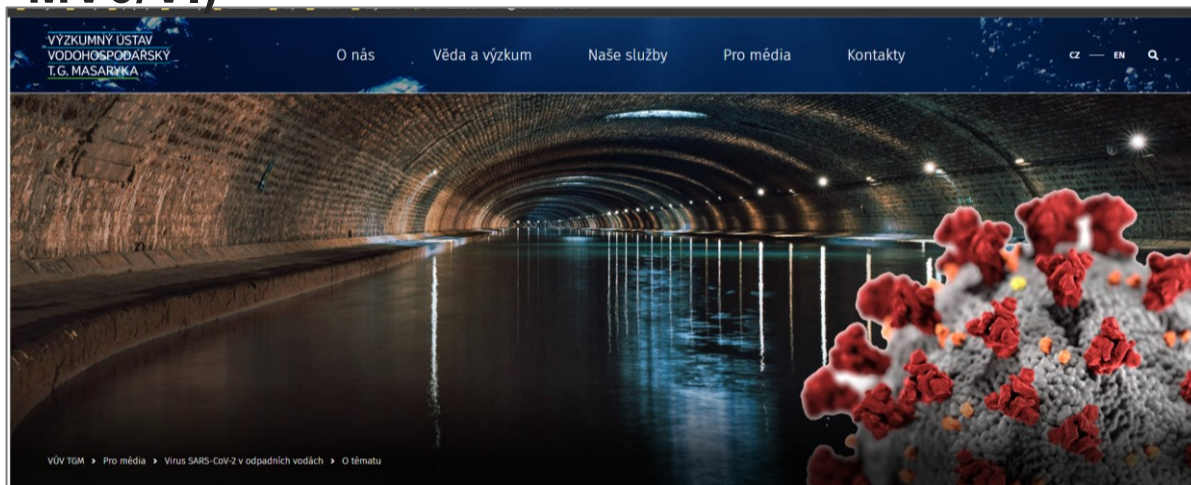 VÝZKUMNÝ ÚSTAV
VODOHOSPODÁŘSKÝ
T. G. MASARYKA
O nás
Věda a výzkum
Naše služby
Pro média
Kontakty
CZ — EN
VÚV TGM > Pro média > Virus SARS-CoV-2 v odpadních vodách > O tématu